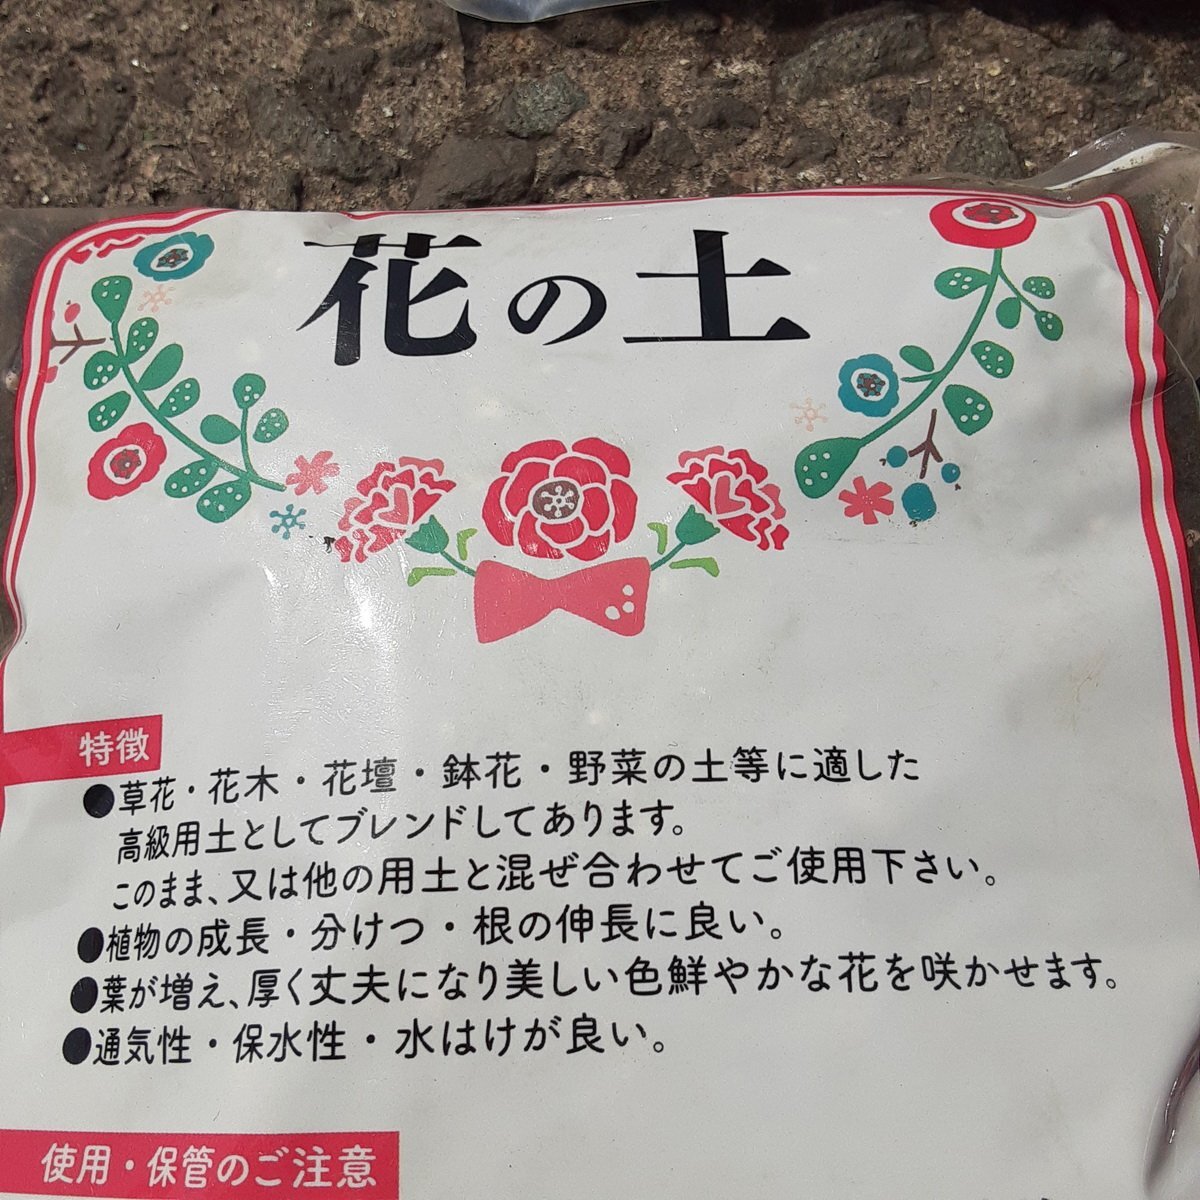 花の土
特徴
●草花・花木・花壇・鉢花・野菜の土等に適した
高級用土としてブレンドしてあります。
このまま、又は他の用土と混ぜ合わせてご使用下さい。
●植物の成長・分けつ・根の伸長に良い。
●葉が増え、厚く丈夫になり美しい色鮮やかな花を咲かせます。
●通気性・保水性・水はけが良い。
使用・保管のご注意